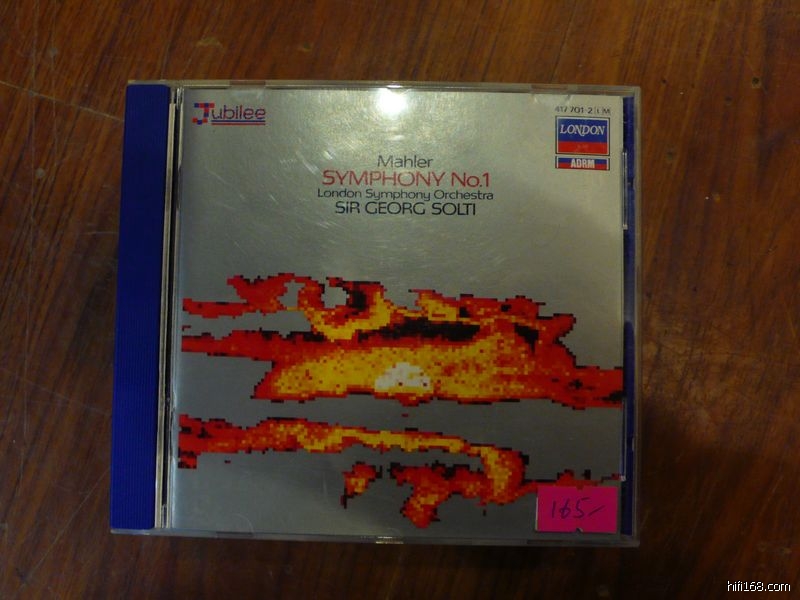 Jubilee
417 701-2 L M
LONDON
ADRM
Mahler
SYMPHONY No.1
London Symphony Orchestra
SIR GEORG SOLTI
165/
hifi168.com